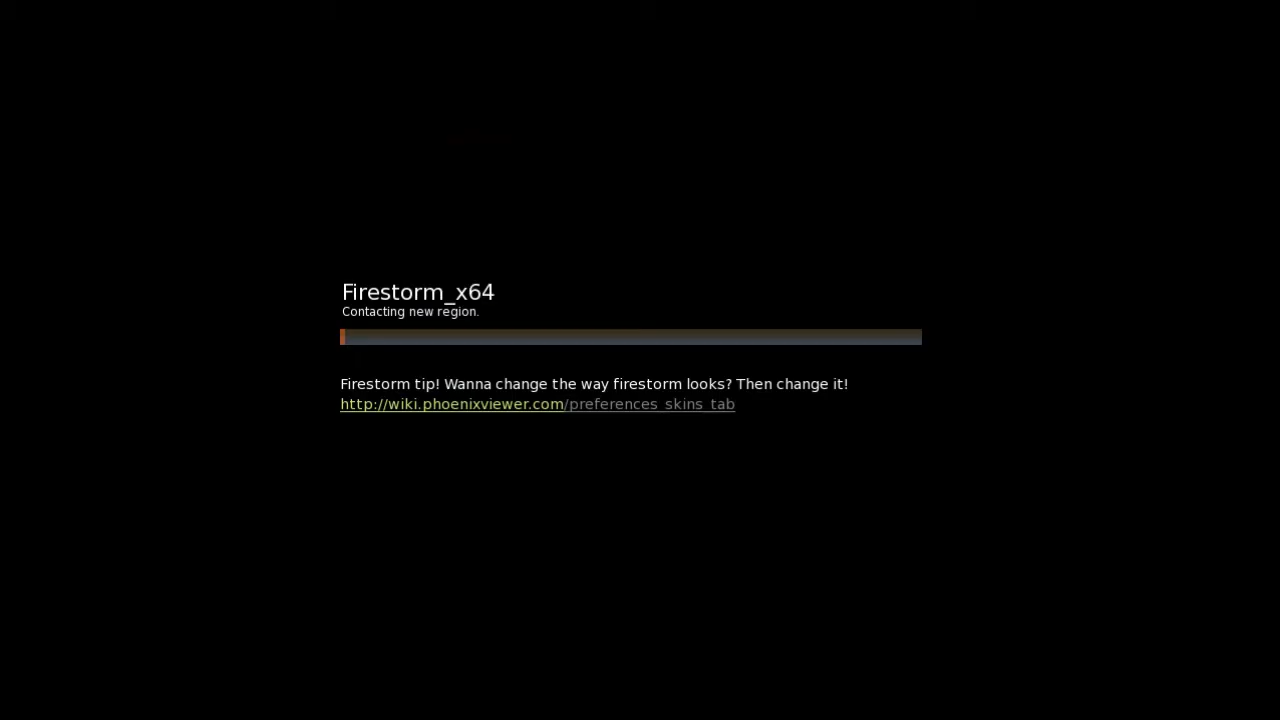 Firestorm_x64
Contacting new region.
Firestorm tip! Wanna change the way firestorm looks? Then change it!
http://wiki.phoenixviewer.com/preferences_skins_tab